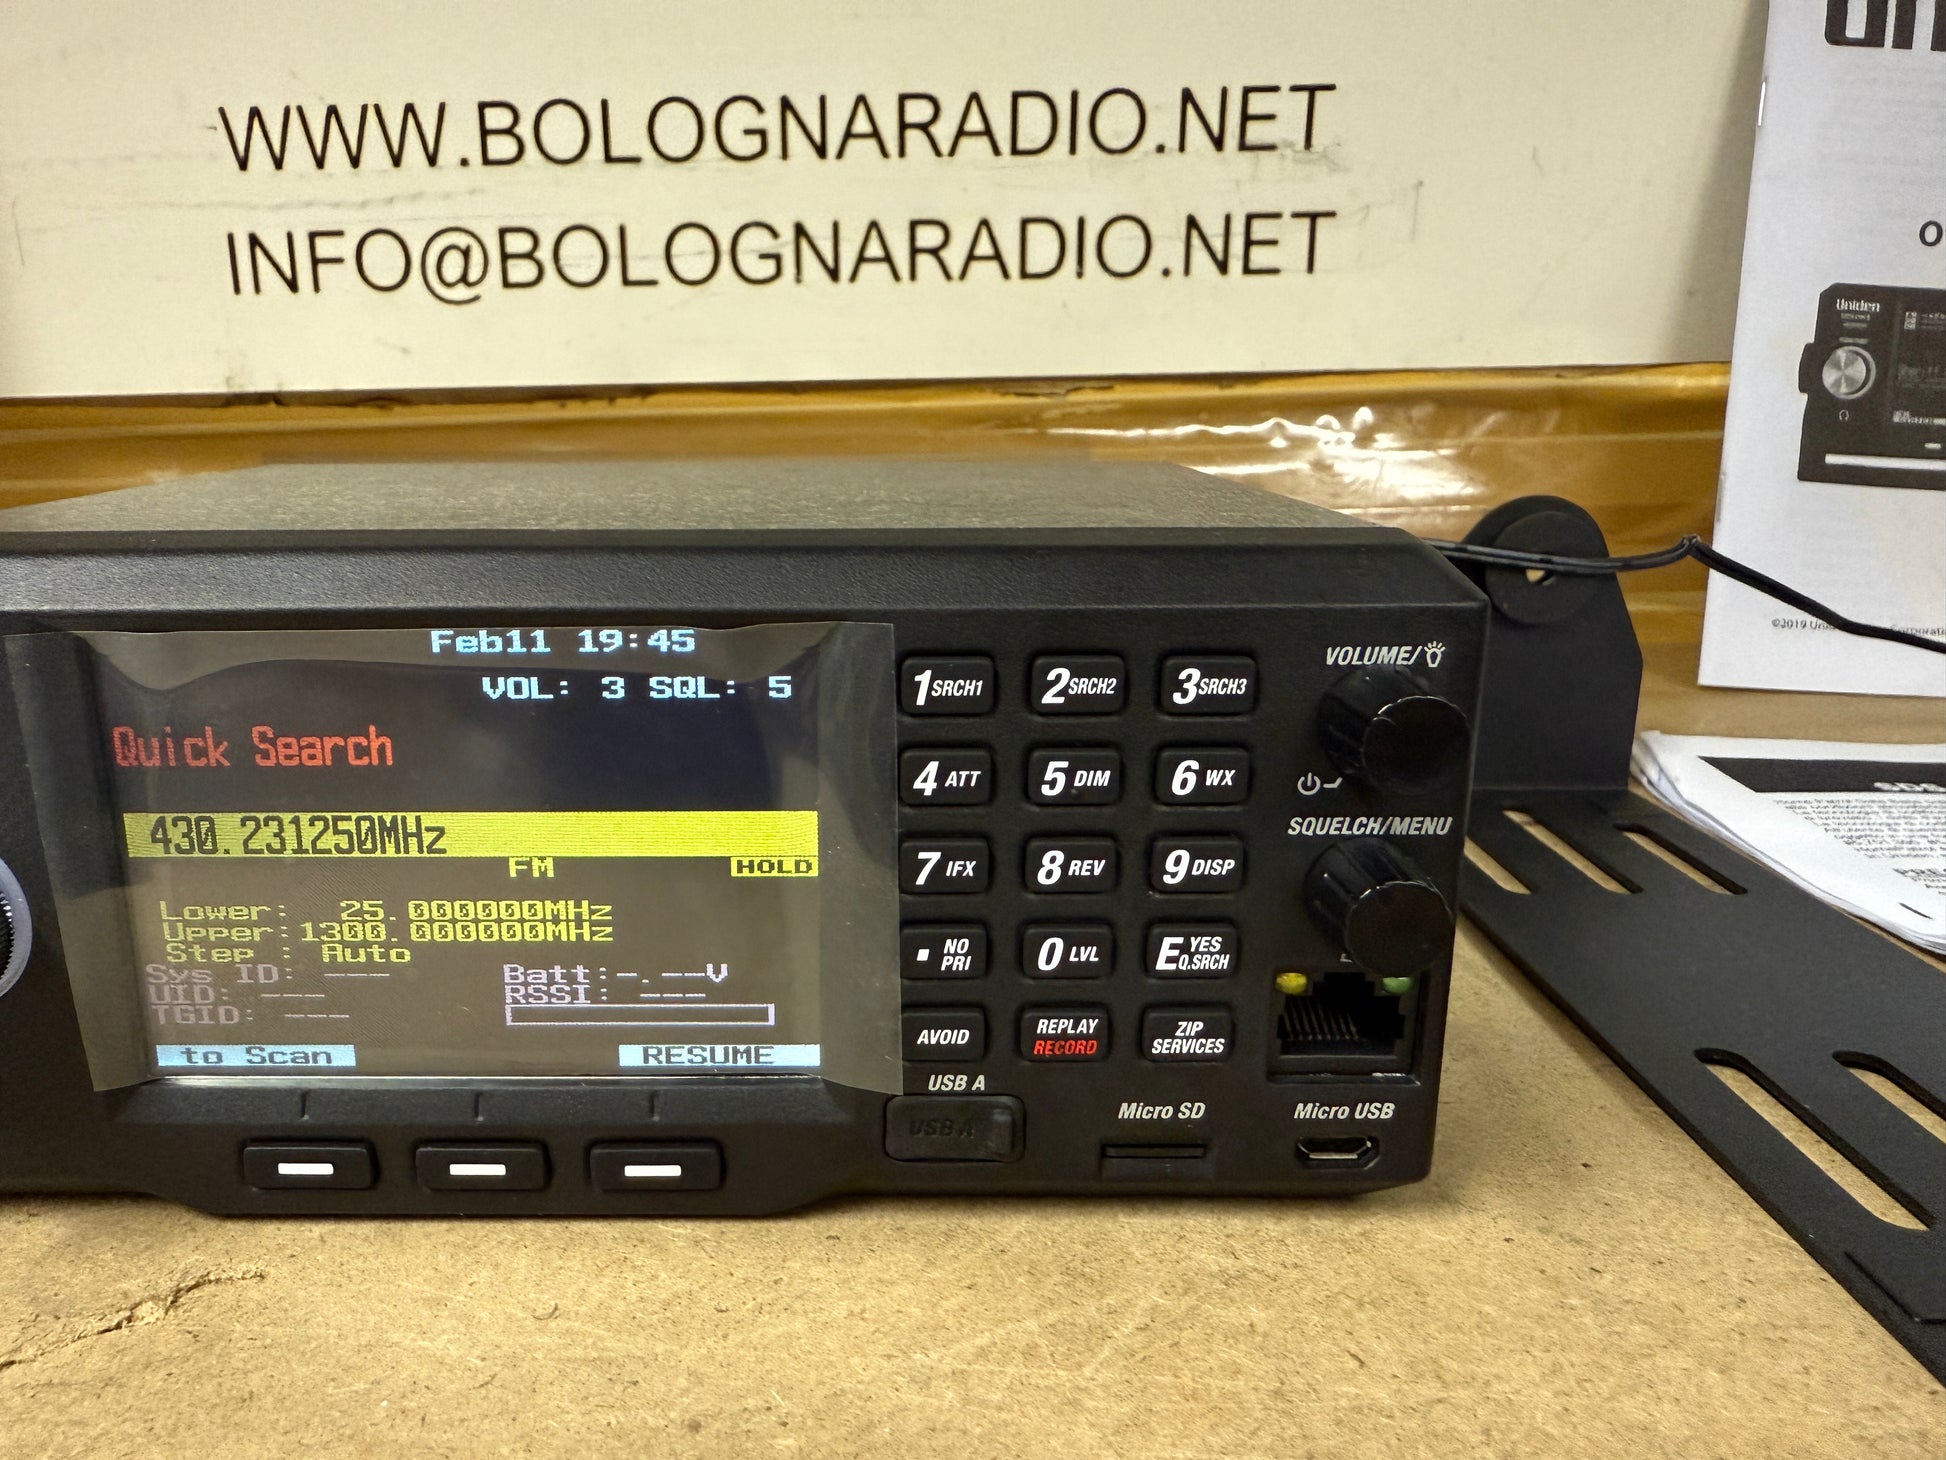 WWW.BOLOGNARADIO.NET
INFO@BOLOGNARADIO.NET
Uniden
©2019
Feb11 19:45
VOL: 3 SQL: 5
Quick Search
430.231250MHz
FM HOLD
Lower: 25.000000MHz
Upper:1300.000000MHz
Step : Auto
Sys ID: --- Batt:-.--V
UID: --- RSSI: ---
TGID: ---
to Scan RESUME
1 SRCH1 2 SRCH2 3 SRCH3
4 ATT 5 DIM 6 WX
7 IFX 8 REV 9 DISP
. NO PRI 0 LVL E YES Q.SRCH
AVOID REPLAY RECORD ZIP SERVICES
VOLUME/
SQUELCH/MENU
USB A
USB A
Micro SD
Micro USB